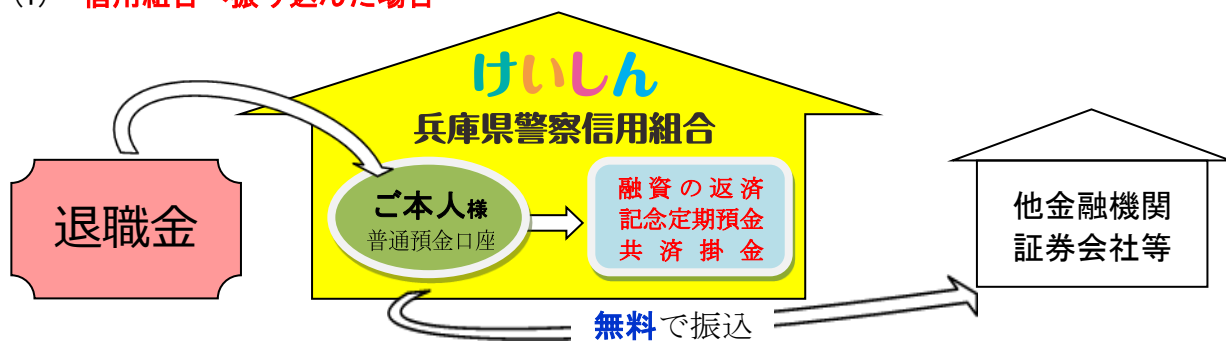 (1) 信用組合へ振り込んだ場合
けいしん
兵庫県警察信用組合
退職金
ご本人様
普通預金口座
融資の返済
記念定期預金
共済掛金
他金融機関
証券会社等
無料で振込